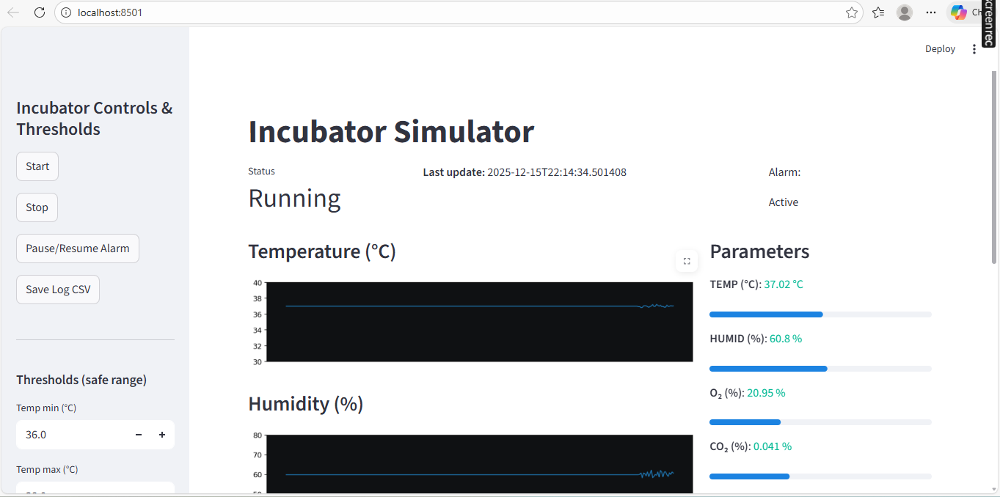 localhost:8501
screenrec
Deploy
Incubator Controls &
Thresholds
Start
Stop
Pause/Resume Alarm
Save Log CSV
Thresholds (safe range)
Temp min (°C)
36.0
Temp max (°C)
Incubator Simulator
Status
Running
Last update: 2025-12-15T22:14:34.501408
Alarm:
Active
Temperature (°C)
40
38
36
34
32
30
Humidity (%)
80
70
60
Parameters
TEMP (°C): 37.02 °C
HUMID (%): 60.8 %
O₂ (%): 20.95 %
CO₂ (%): 0.041 %